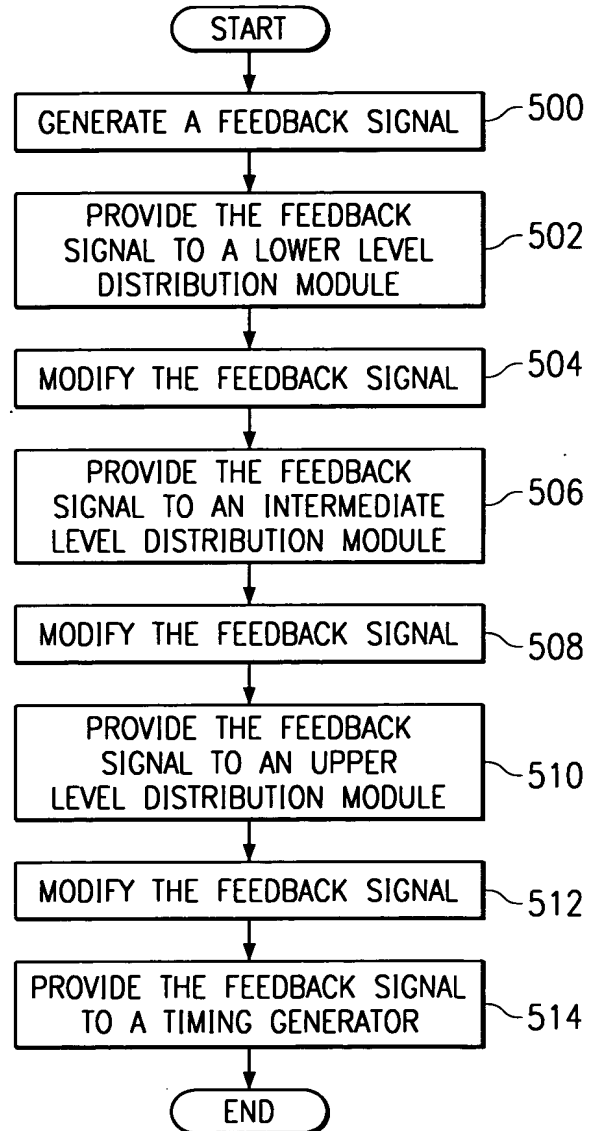 START
GENERATE A FEEDBACK SIGNAL
500
PROVIDE THE FEEDBACK
SIGNAL TO A LOWER LEVEL
DISTRIBUTION MODULE
502
MODIFY THE FEEDBACK SIGNAL
504
PROVIDE THE FEEDBACK
SIGNAL TO AN INTERMEDIATE
LEVEL DISTRIBUTION MODULE
506
MODIFY THE FEEDBACK SIGNAL
508
PROVIDE THE FEEDBACK
SIGNAL TO AN UPPER
LEVEL DISTRIBUTION MODULE
510
MODIFY THE FEEDBACK SIGNAL
512
PROVIDE THE FEEDBACK SIGNAL
TO A TIMING GENERATOR
514
END